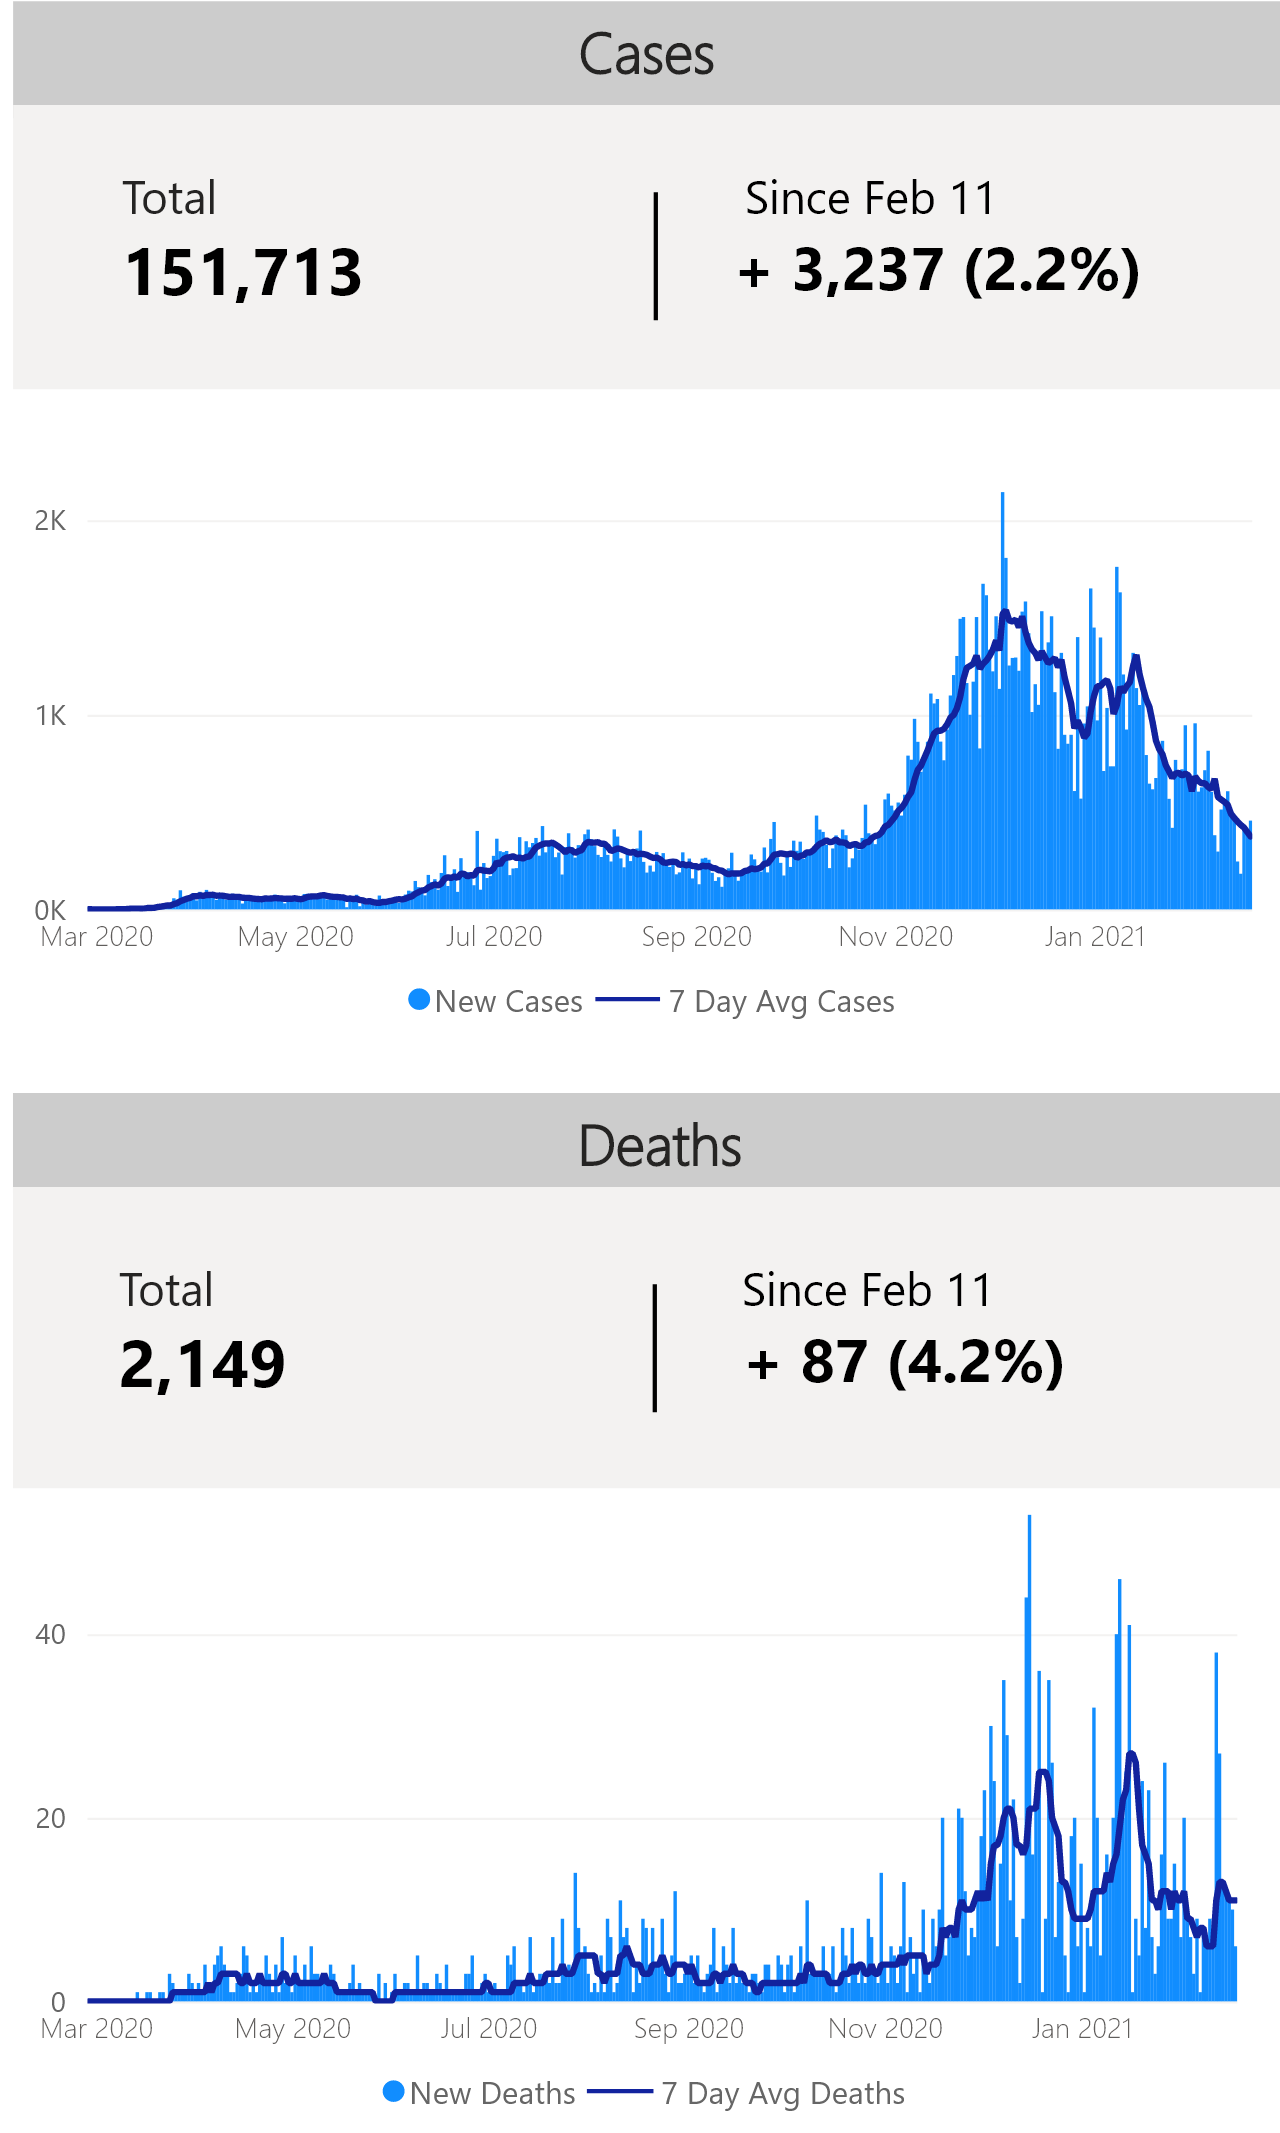 Cases
Total
Since Feb 11
151,713
+ 3,237 (2.2%)
2K
1K
0K
Mar 2020 May 2020 Jul 2020 Sep 2020 Nov 2020 Jan 2021
New Cases 7 Day Avg Cases
Deaths
Total
Since Feb 11
2,149
+ 87 (4.2%)
40
20
0
Mar 2020 May 2020 Jul 2020 Sep 2020 Nov 2020 Jan 2021
New Deaths 7 Day Avg Deaths